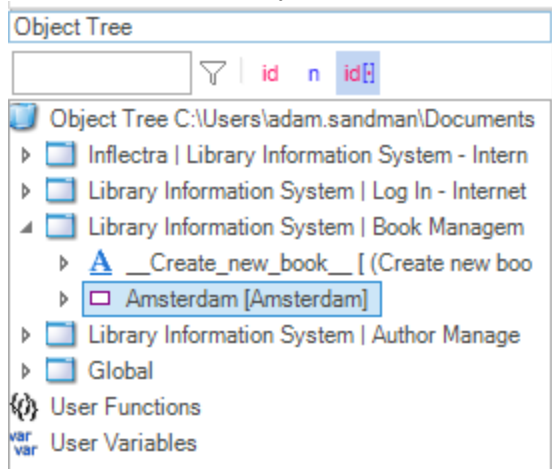 Object Tree
id n id[·]
Object Tree C:\Users\adam.sandman\Documents
Inflectra | Library Information System - Intern
Library Information System | Log In - Internet
Library Information System | Book Managem
A __Create_new_book__ [ (Create new boo
Amsterdam [Amsterdam]
Library Information System | Author Manage
Global
{()} User Functions
var var User Variables